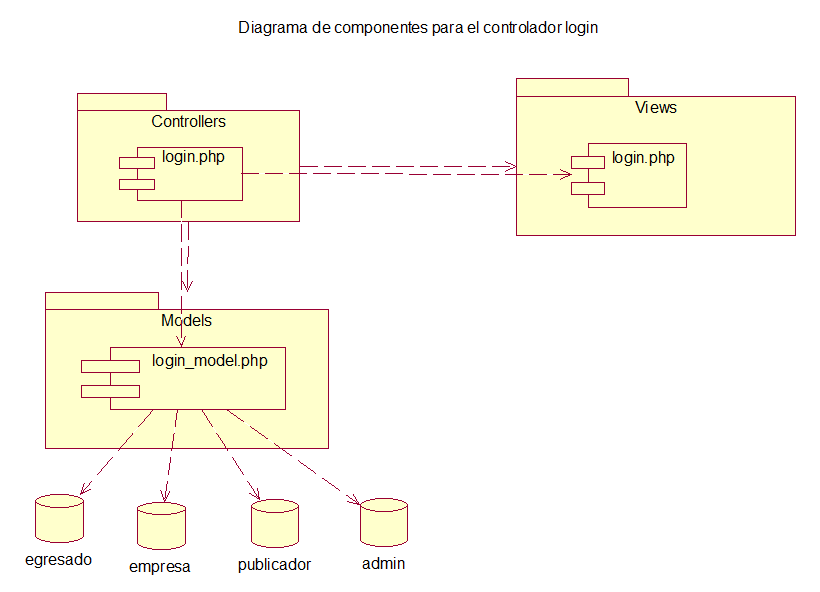 Diagrama de componentes para el controlador login
Controllers
login.php
Views
login.php
Models
login_model.php
egresado
empresa
publicador
admin